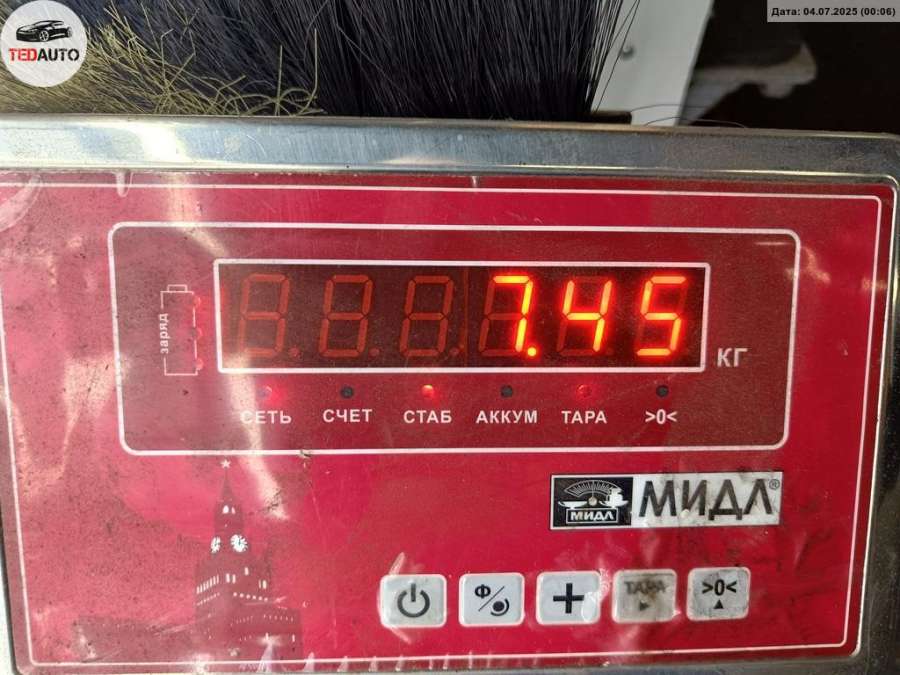 TEDAUTO
Дата: 04.07.2025 (00:06)
7.45
заряд
КГ
СЕТЬ СЧЕТ СТАБ АККУМ ТАРА >0<
МИДЛ МИДЛ®
Ф
ТАРА >0<